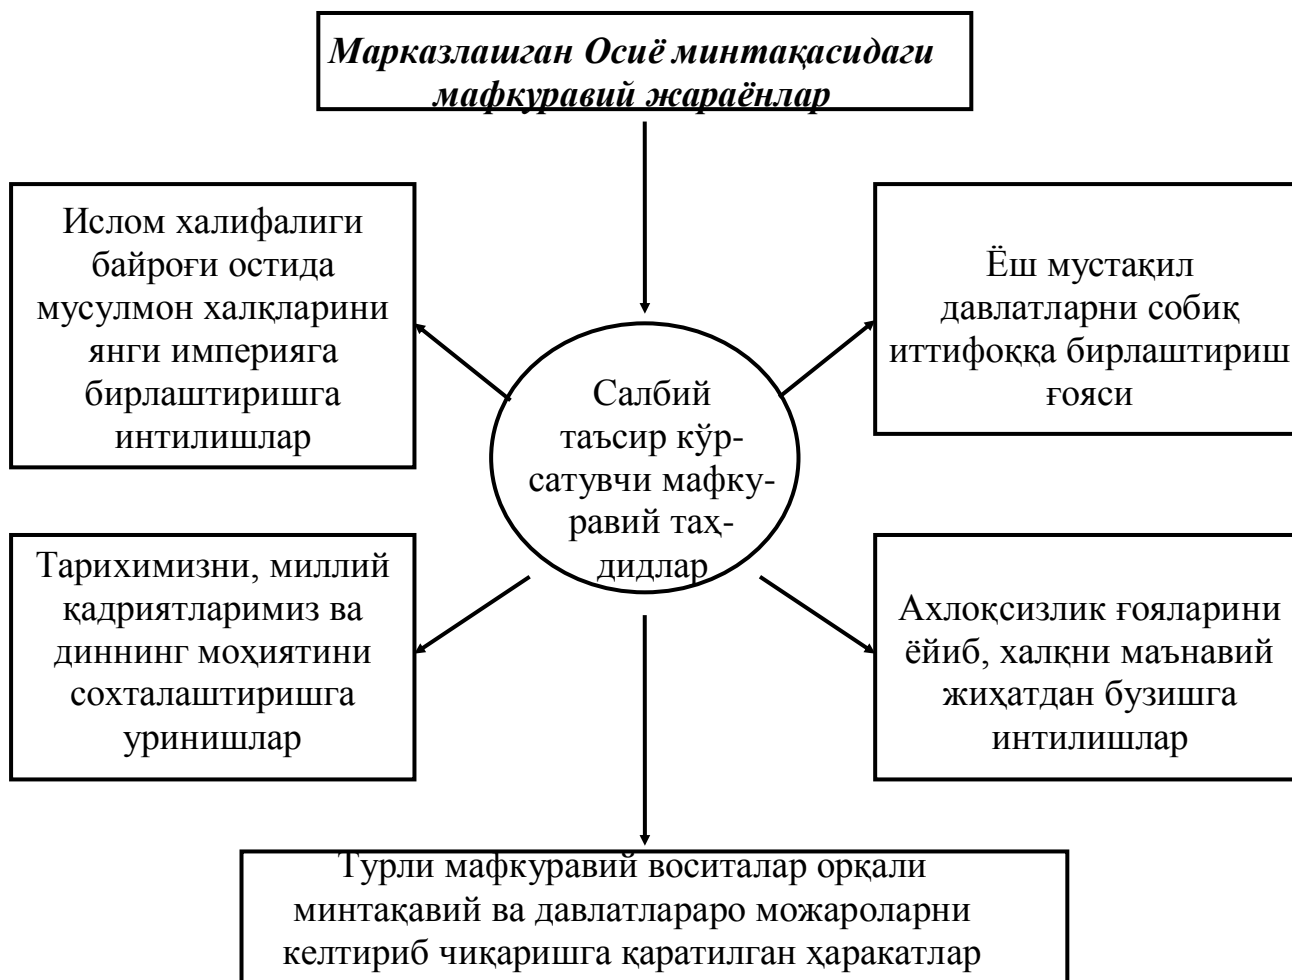 Марказлашган Осиё минтақасидаги
мафкуравий жараёнлар
Ислом халифалиги
байроғи остида
мусулмон халқларини
янги империяга
бирлаштиришга
интилишлар
Ёш мустақил
давлатларни собиқ
иттифоққа бирлаштириш
ғояси
Салбий
таъсир кўр-
сатувчи мафку-
равий таҳ-
дидлар
Тарихимизни, миллий
қадриятларимиз ва
диннинг моҳиятини
сохталаштиришга
уринишлар
Ахлоқсизлик ғояларини
ёйиб, халқни маънавий
жиҳатдан бузишга
интилишлар
Турли мафкуравий воситалар орқали
минтақавий ва давлатлараро можароларни
келтириб чиқаришга қаратилган ҳаракатлар